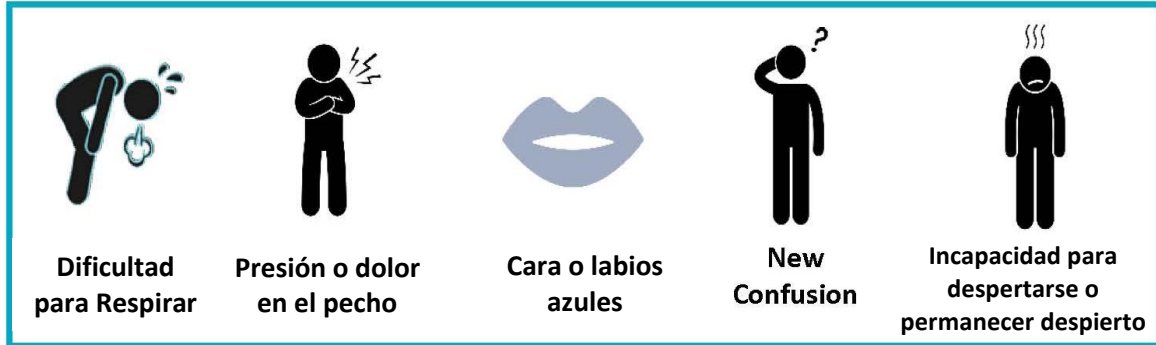 Dificultad
para Respirar
Presión o dolor
en el pecho
Cara o labios
azules
?
New
Confusion
Incapacidad para
despertarse o
permanecer despierto